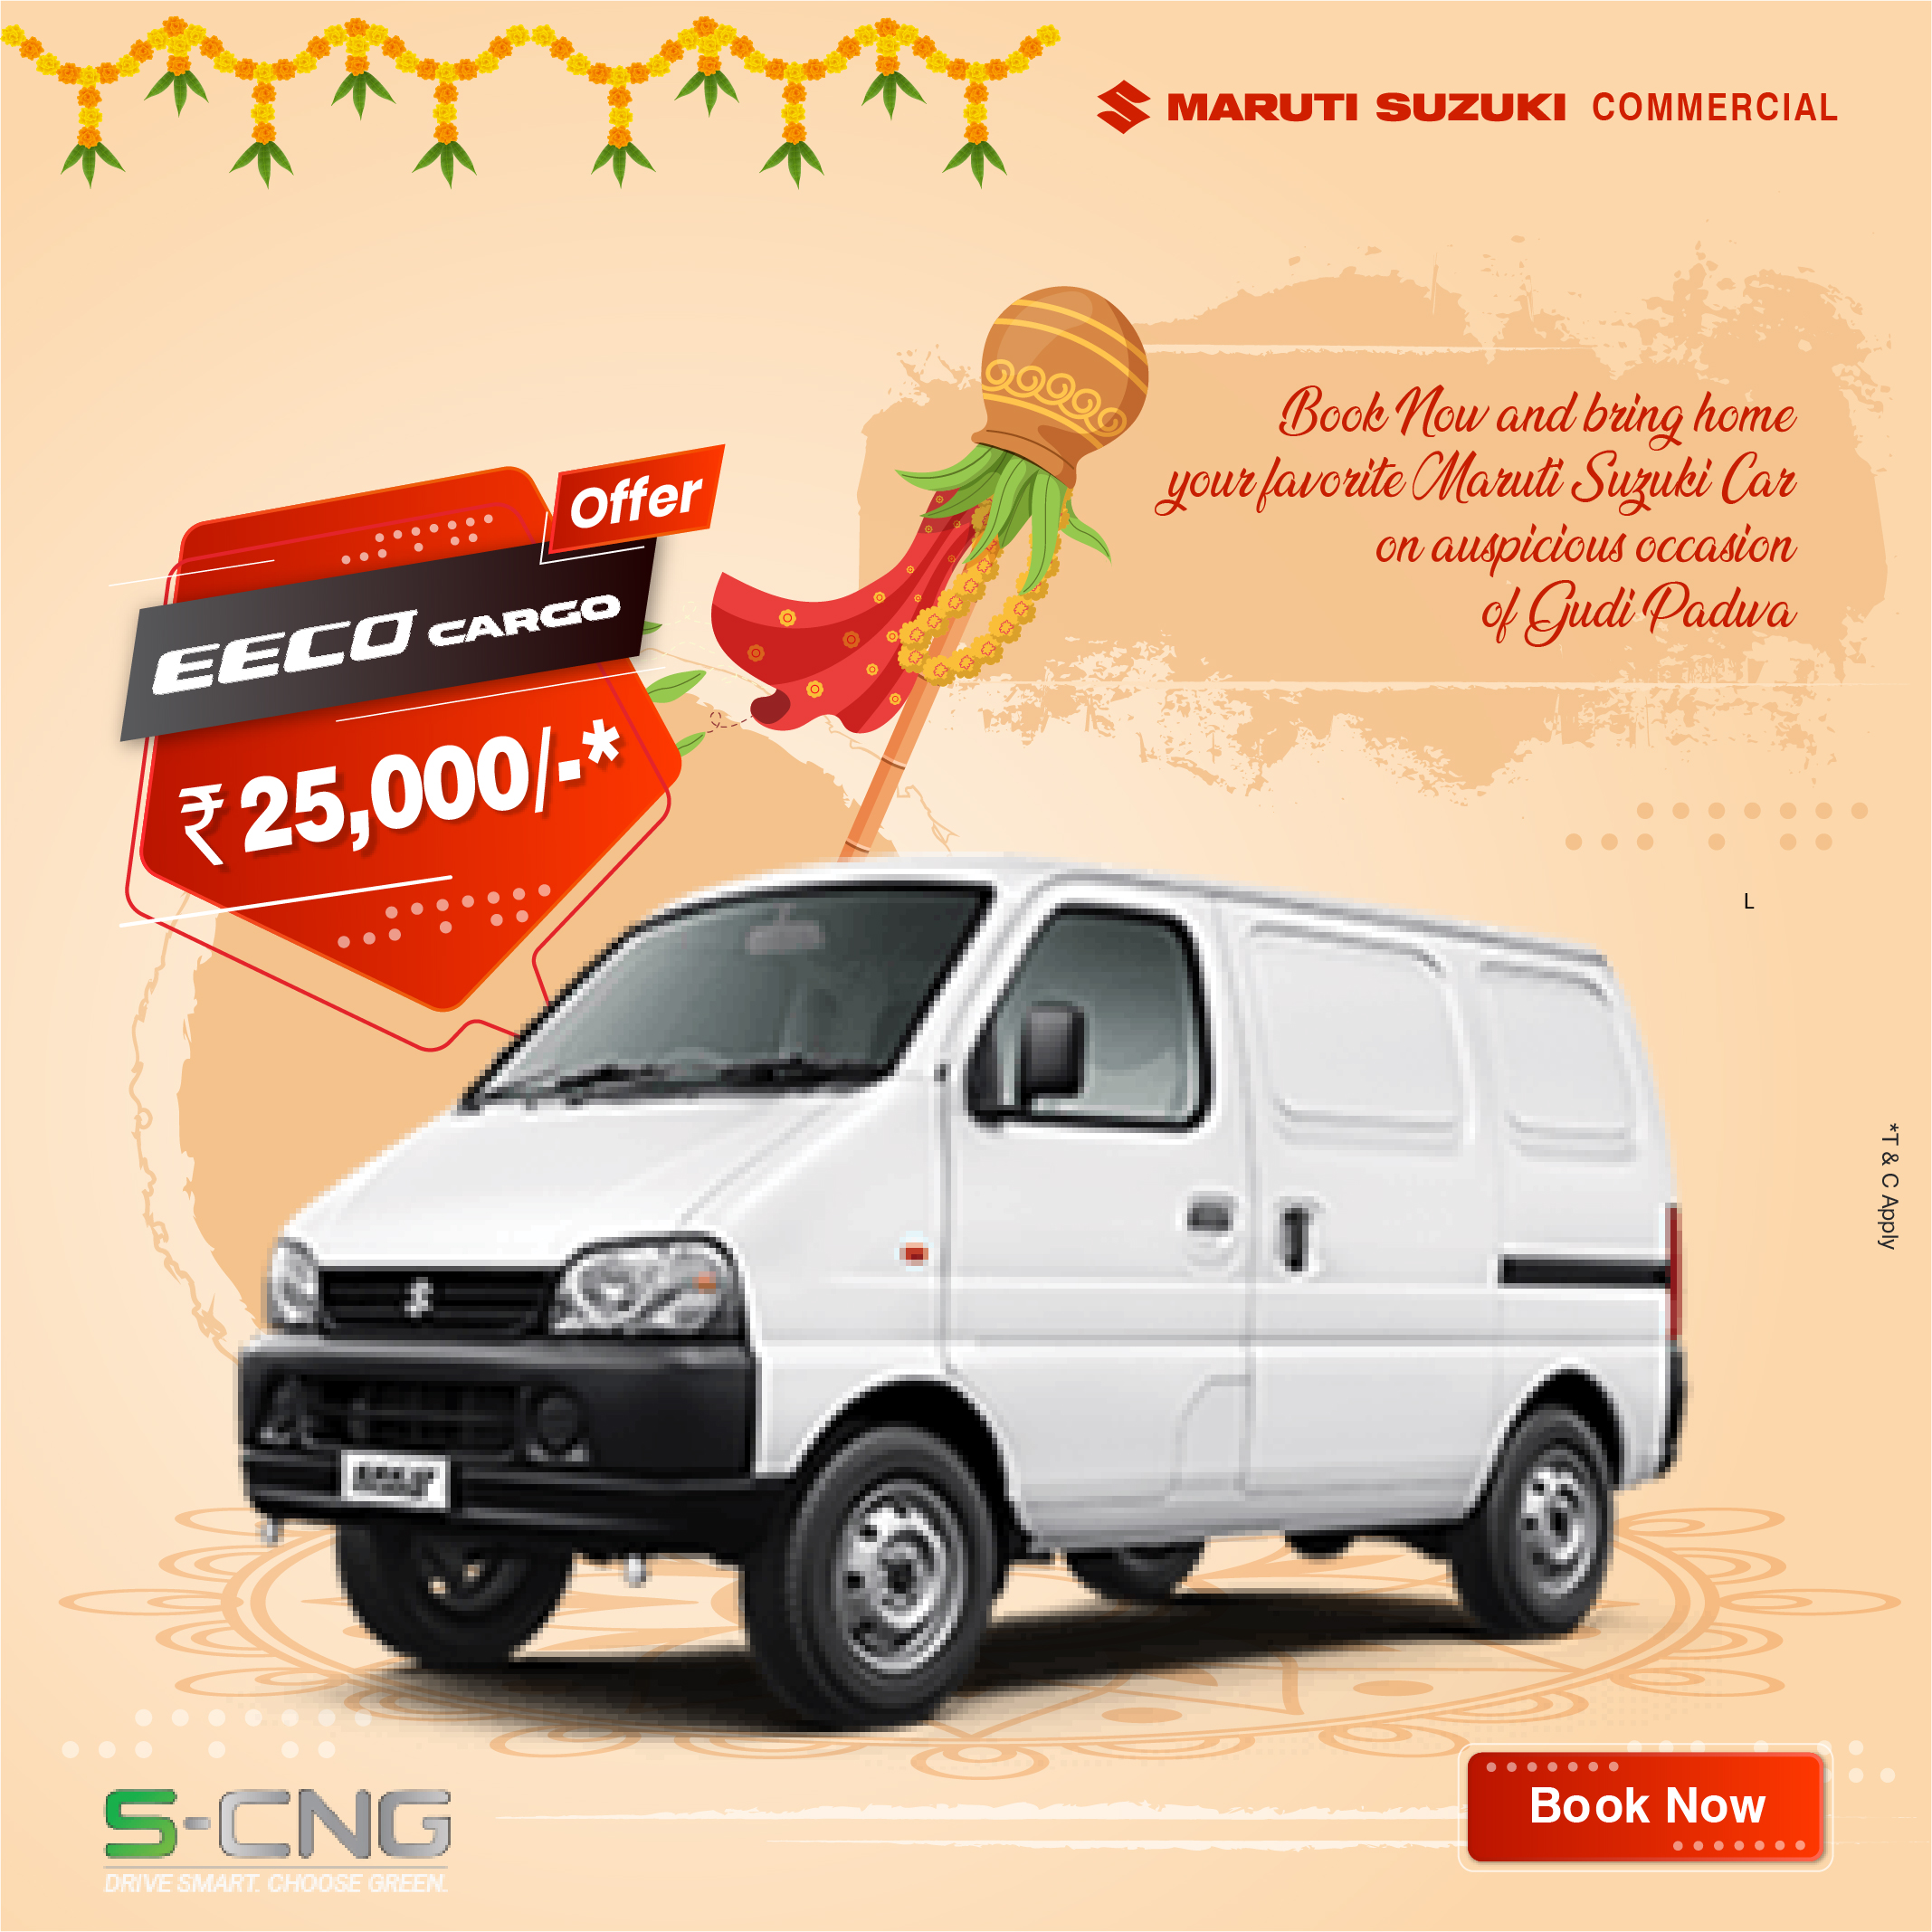 MARUTI SUZUKI COMMERCIAL
Book Now and bring home
your favorite Maruti Suzuki Car
on auspicious occasion
of Gudi Padwa
Offer
EECO CARGO
₹ 25,000/-*
L
*T & C Apply
S-CNG
DRIVE SMART. CHOOSE GREEN.
Book Now